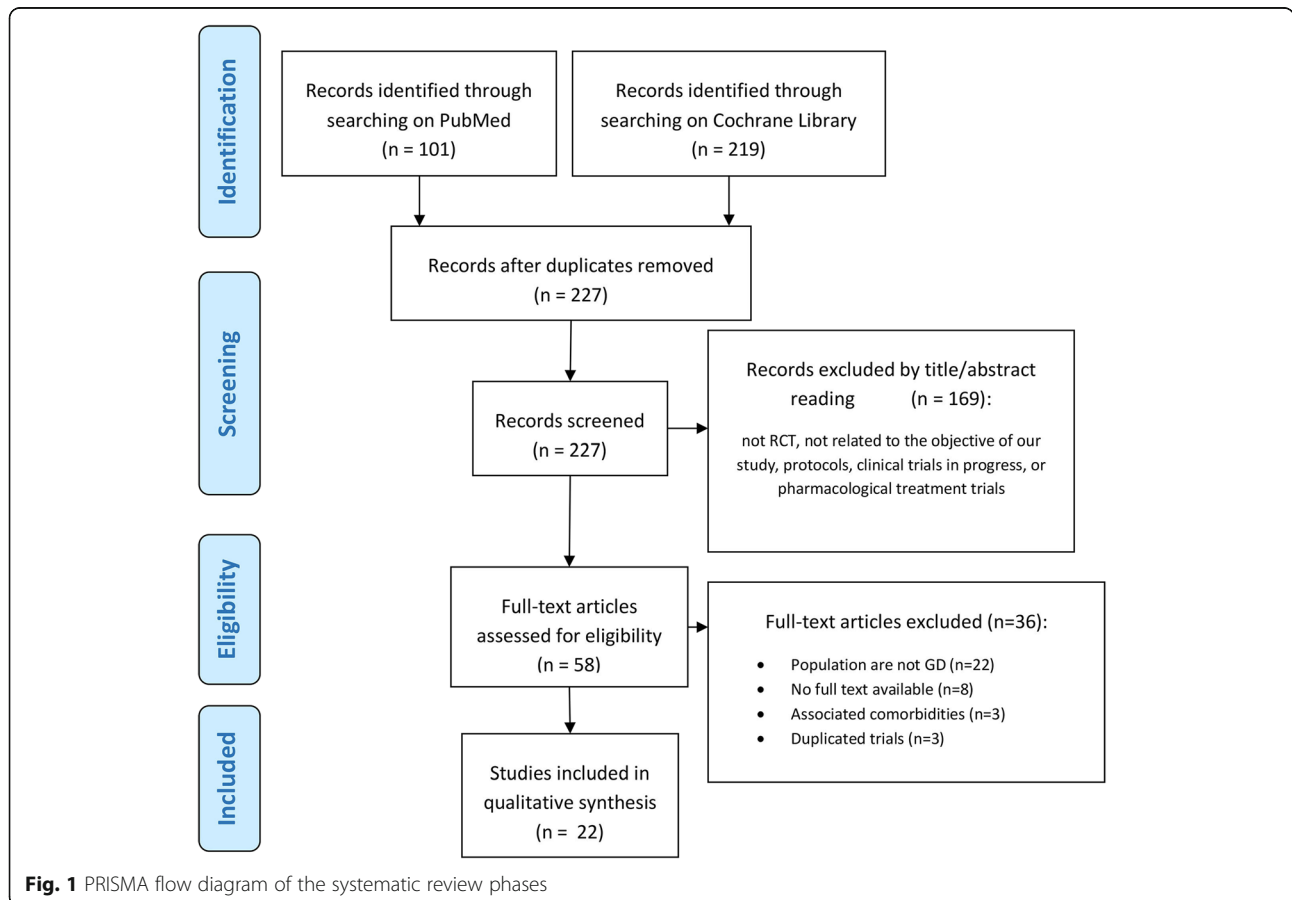 Identification
Records identified through
searching on PubMed
(n = 101)
Records identified through
searching on Cochrane Library
(n = 219)
Records after duplicates removed
(n = 227)
Screening
Records screened
(n = 227)
Records excluded by title/abstract
reading (n = 169):
not RCT, not related to the objective of our
study, protocols, clinical trials in progress, or
pharmacological treatment trials
Eligibility
Full-text articles
assessed for eligibility
(n = 58)
Full-text articles excluded (n=36):
• Population are not GD (n=22)
• No full text available (n=8)
• Associated comorbidities (n=3)
• Duplicated trials (n=3)
Included
Studies included in
qualitative synthesis
(n = 22)
Fig. 1 PRISMA flow diagram of the systematic review phases